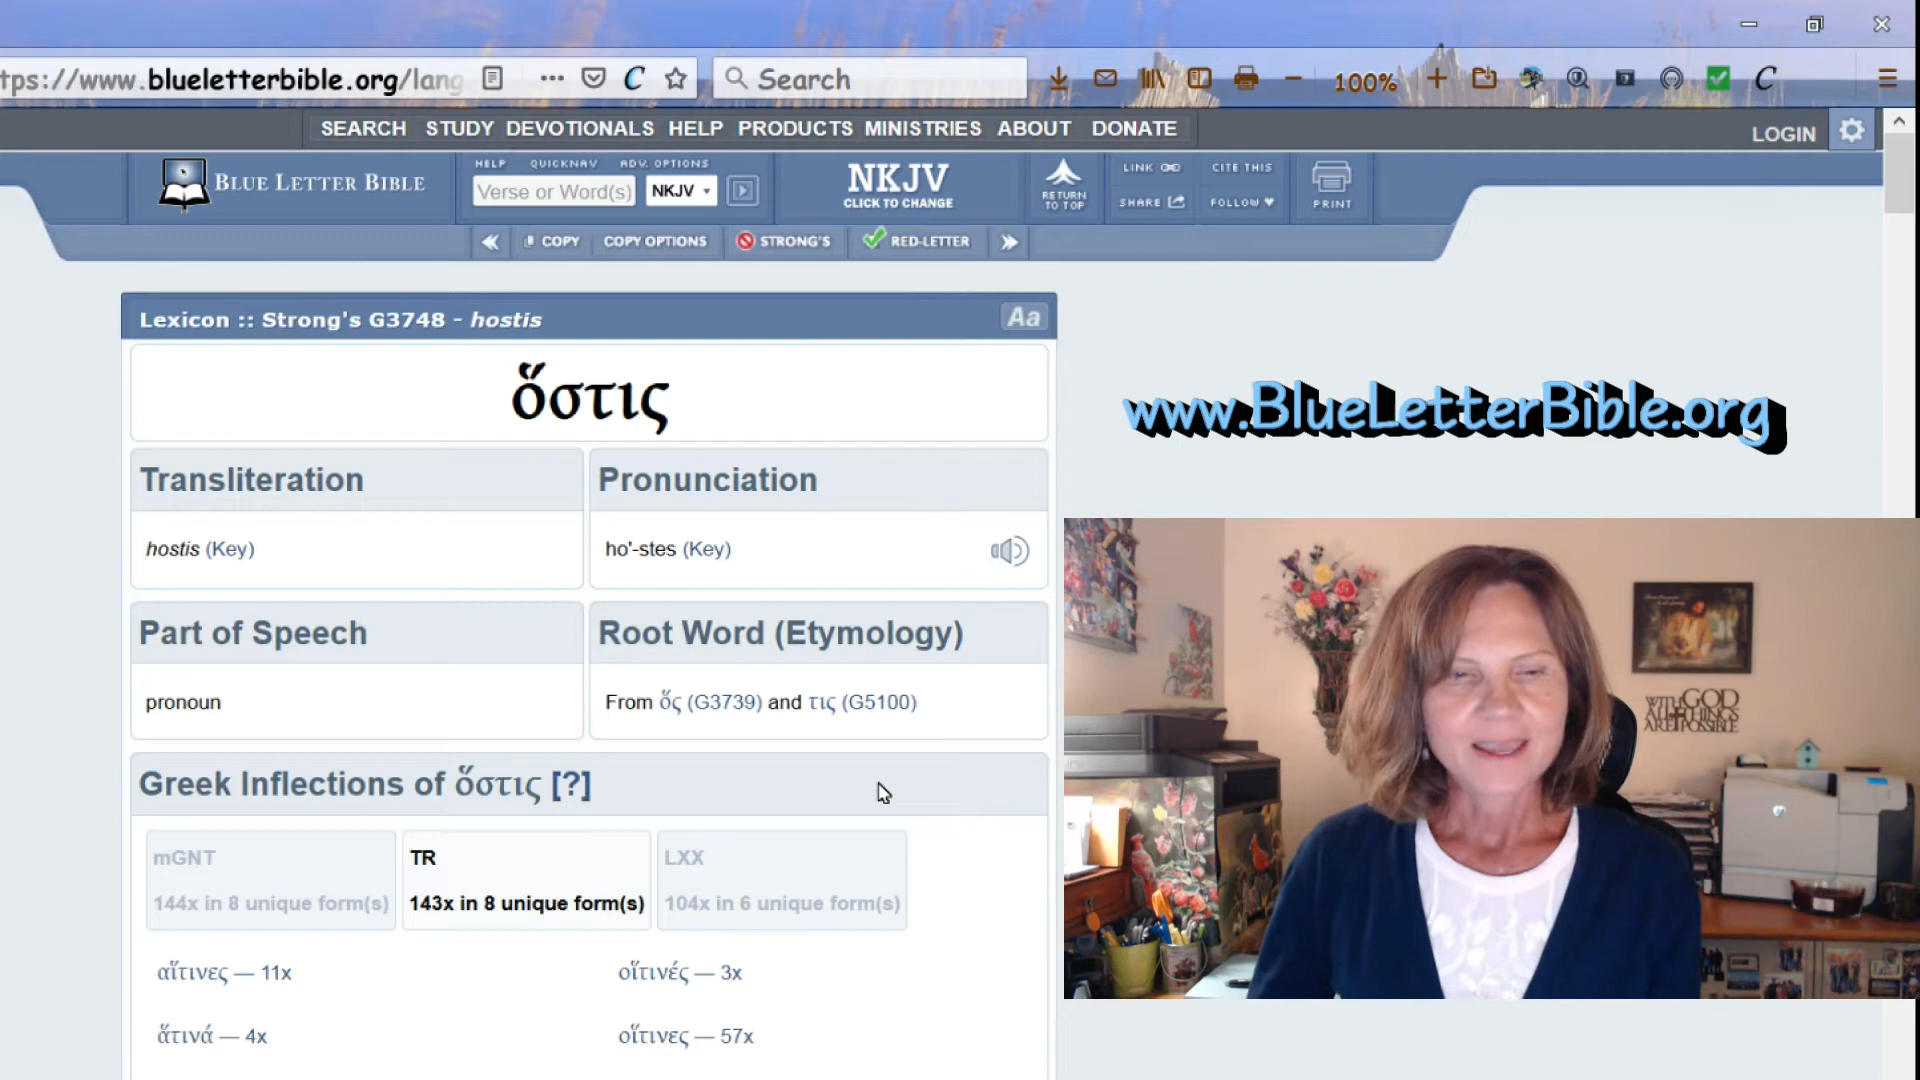 tps://www.blueletterbible.org/lang
Search
100%
SEARCH STUDY DEVOTIONALS HELP PRODUCTS MINISTRIES ABOUT DONATE
LOGIN
HELP QUICKNAV ADV. OPTIONS
BLUE LETTER BIBLE
Verse or Word(s)
NKJV
NKJV
CLICK TO CHANGE
RETURN
TO TOP
LINK
CITE THIS
SHARE
FOLLOW
PRINT
COPY
COPY OPTIONS
STRONG'S
RED-LETTER
Lexicon :: Strong's G3748 - hostis
Aa
ὅστις
www.BlueLetterBible.org
Transliteration
Pronunciation
hostis (Key)
ho'-stes (Key)
Part of Speech
Root Word (Etymology)
pronoun
From ὅς (G3739) and τις (G5100)
WITH GOD
ALL THINGS
ARE POSSIBLE
Greek Inflections of ὅστις [?]
mGNT
TR
LXX
144x in 8 unique form(s)
143x in 8 unique form(s)
104x in 6 unique form(s)
αἵτινες — 11x
οἵτινές — 3x
ἅτινά — 4x
οἵτινες — 57x